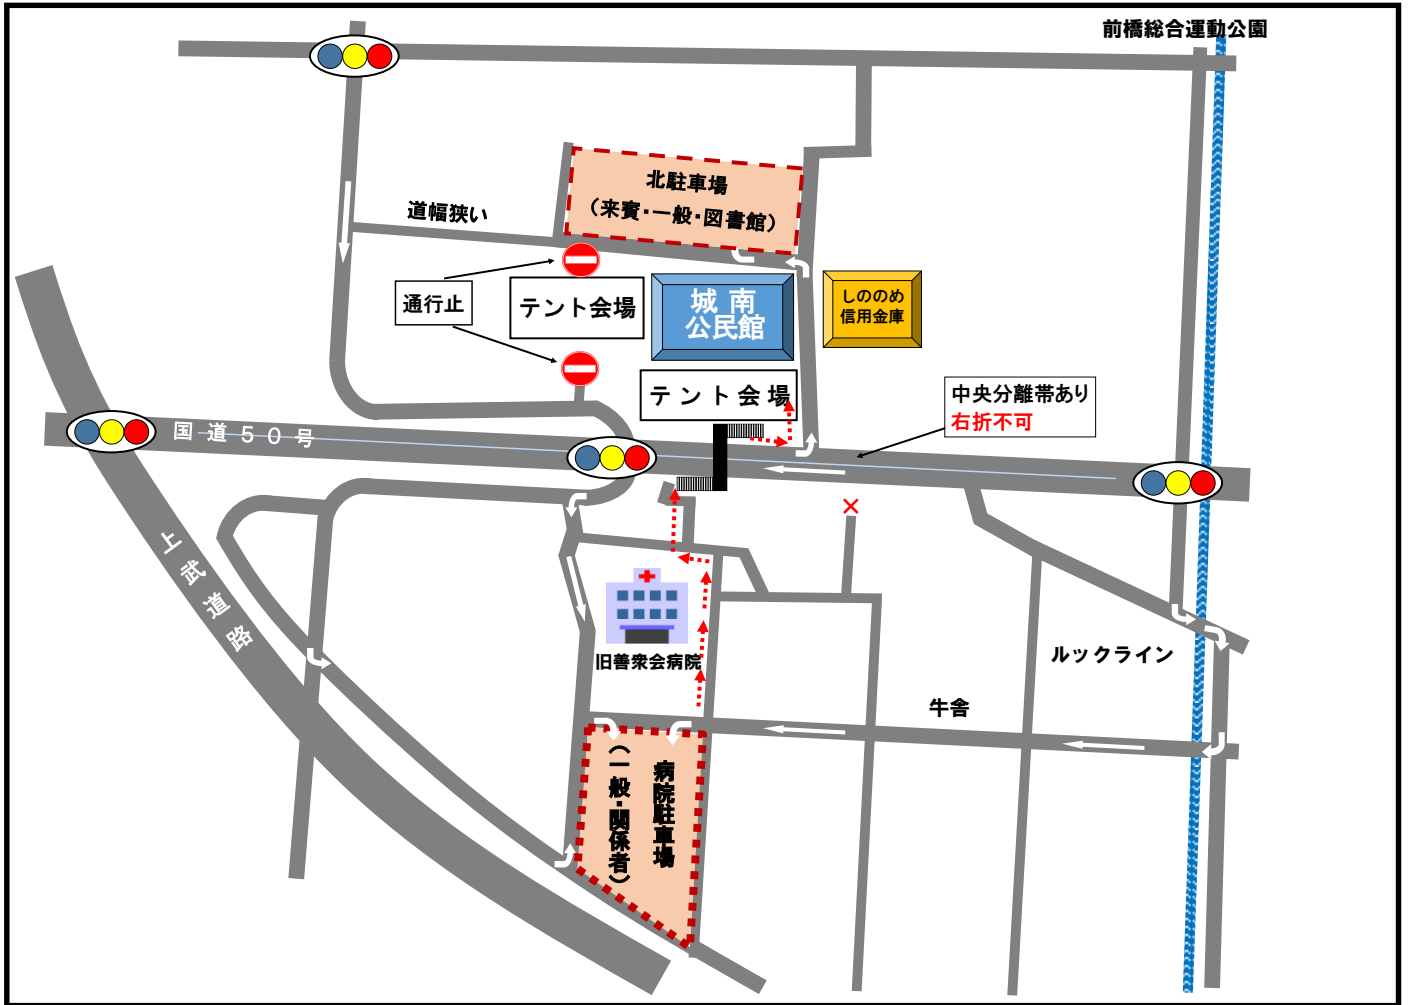 前橋総合運動公園
北駐車場
（来賓・一般・図書館）
道幅狭い
通行止
テント会場
城南
公民館
しののめ
信用金庫
テント会場
中央分離帯あり
右折不可
国道５０号
上武道路
旧善衆会病院
ルックライン
牛舎
病院駐車場
（一般・関係者）